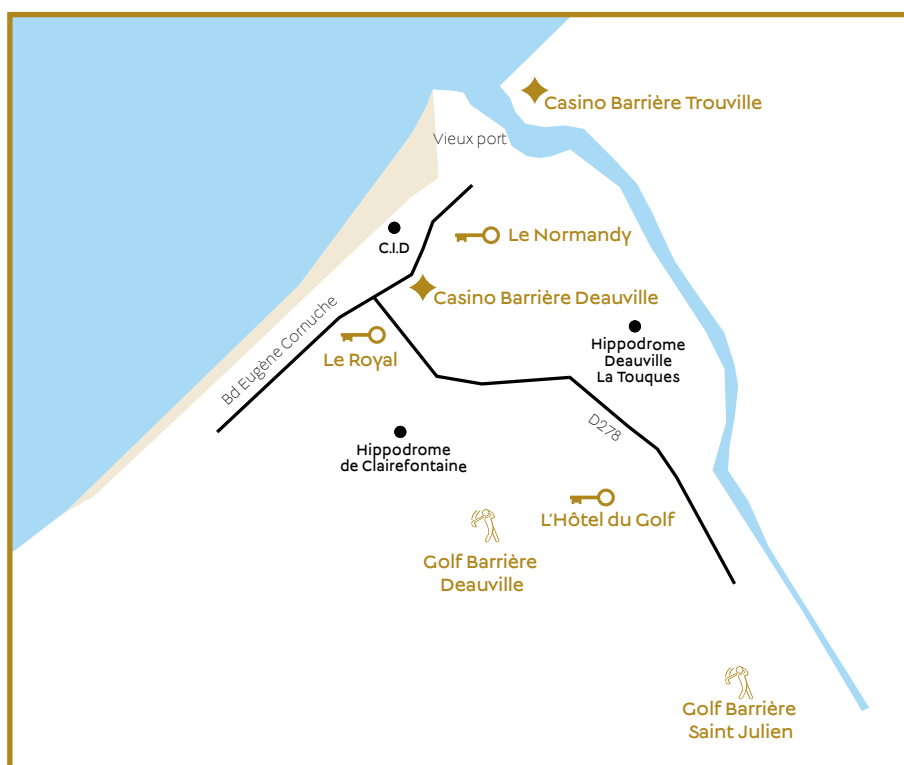 Casino Barrière Trouville
Vieux port
C.I.D
Le Normandy
Casino Barrière Deauville
Bd Eugène Cornuche
Le Royal
Hippodrome
Deauville
La Touques
D278
Hippodrome
de Clairefontaine
L'Hôtel du Golf
Golf Barrière
Deauville
Golf Barrière
Saint Julien